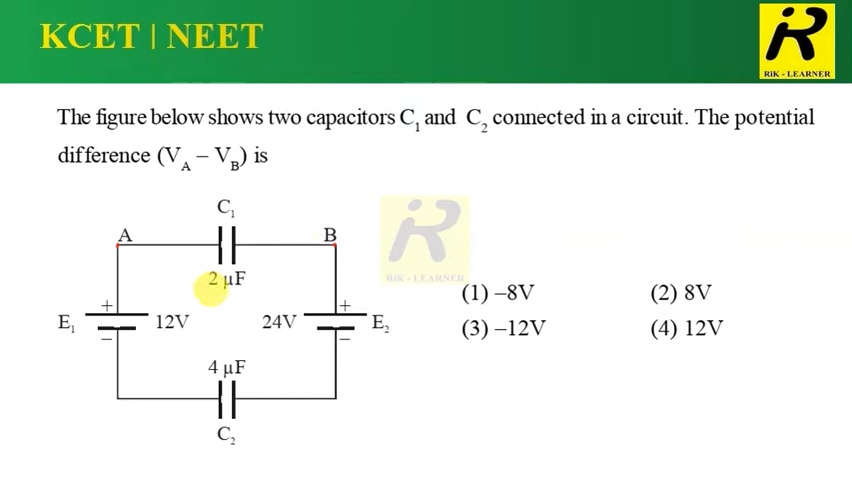 KCET | NEET
RiK - LEARNER
The figure below shows two capacitors C₁ and C₂ connected in a circuit. The potential
difference (V_A – V_B) is
C₁
A
B
2 μF
RiK - LEARNER
(1) –8V (2) 8V
+
+
E₁ 12V 24V E₂
(3) –12V (4) 12V
–
–
4 μF
C₂